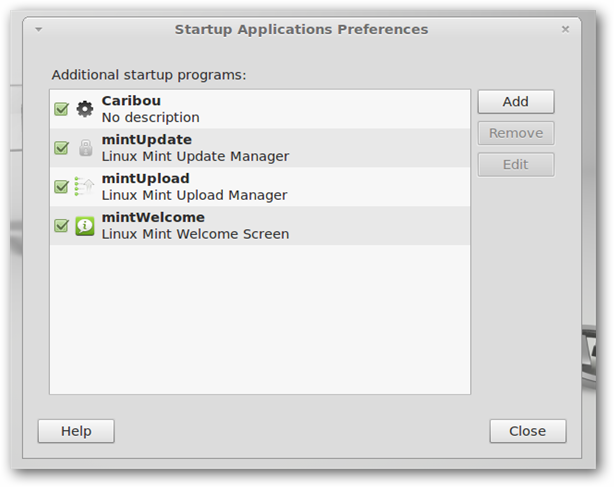 Startup Applications Preferences
Additional startup programs:
Caribou
No description
mintUpdate
Linux Mint Update Manager
mintUpload
Linux Mint Upload Manager
mintWelcome
Linux Mint Welcome Screen
Add
Remove
Edit
Help
Close